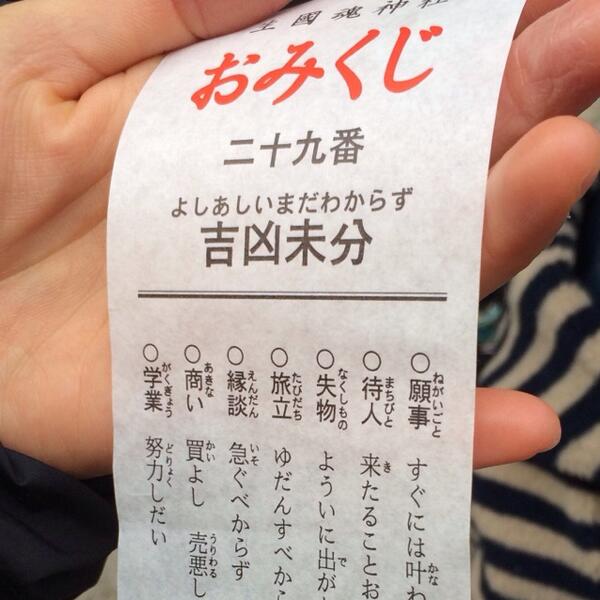 國魂神社
おみくじ
二十九番
よしあしいまだわからず
吉凶未分
○願事 すぐには叶わ
○待人 来たることお
○失物 よういに出が
○旅立 ゆだんすべか
○縁談 急ぐべからず
○商い 買よし 売悪し
○学業 努力しだい